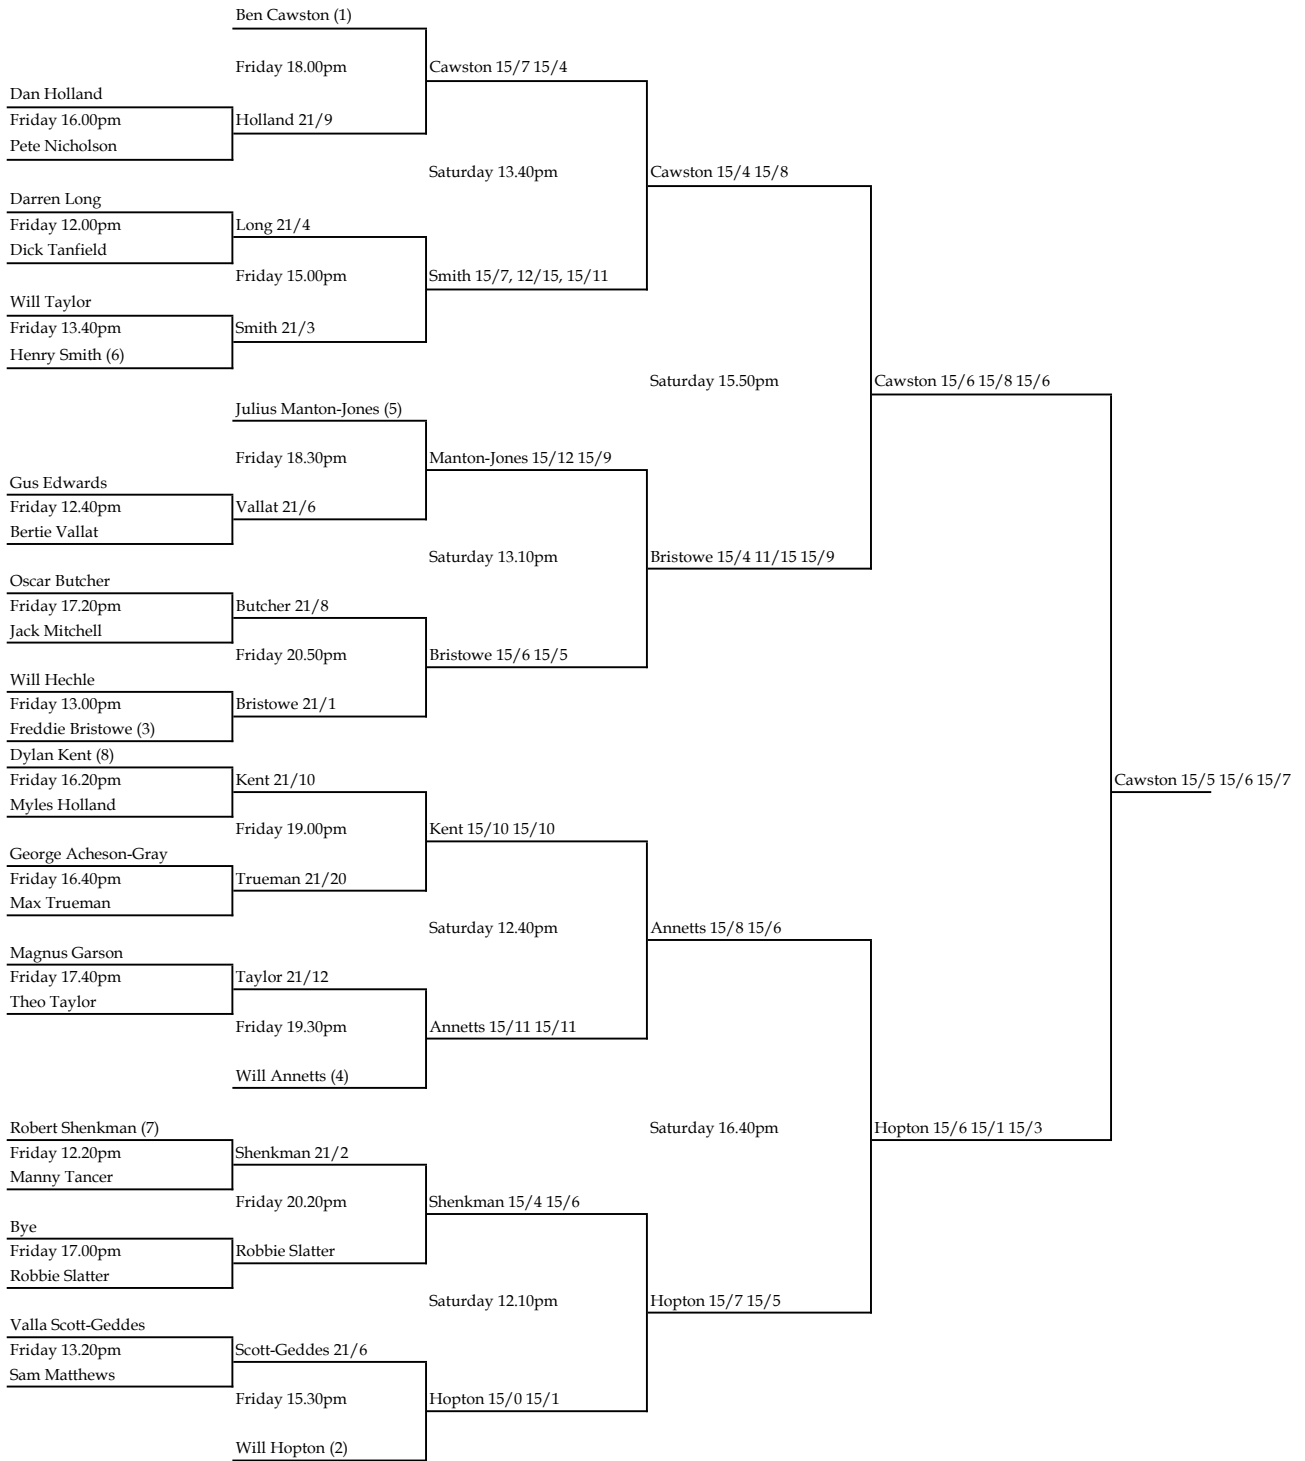 Ben Cawston (1)
Friday 18.00pm
Cawston 15/7 15/4
Dan Holland
Friday 16.00pm
Holland 21/9
Pete Nicholson
Saturday 13.40pm
Cawston 15/4 15/8
Darren Long
Friday 12.00pm
Long 21/4
Dick Tanfield
Friday 15.00pm
Smith 15/7, 12/15, 15/11
Will Taylor
Friday 13.40pm
Smith 21/3
Henry Smith (6)
Saturday 15.50pm
Cawston 15/6 15/8 15/6
Julius Manton-Jones (5)
Friday 18.30pm
Manton-Jones 15/12 15/9
Gus Edwards
Friday 12.40pm
Vallat 21/6
Bertie Vallat
Saturday 13.10pm
Bristowe 15/4 11/15 15/9
Oscar Butcher
Friday 17.20pm
Butcher 21/8
Jack Mitchell
Friday 20.50pm
Bristowe 15/6 15/5
Will Hechle
Friday 13.00pm
Bristowe 21/1
Freddie Bristowe (3)
Dylan Kent (8)
Friday 16.20pm
Kent 21/10
Cawston 15/5 15/6 15/7
Myles Holland
Friday 19.00pm
Kent 15/10 15/10
George Acheson-Gray
Friday 16.40pm
Trueman 21/20
Max Trueman
Saturday 12.40pm
Annetts 15/8 15/6
Magnus Garson
Friday 17.40pm
Taylor 21/12
Theo Taylor
Friday 19.30pm
Annetts 15/11 15/11
Will Annetts (4)
Robert Shenkman (7)
Saturday 16.40pm
Hopton 15/6 15/1 15/3
Friday 12.20pm
Shenkman 21/2
Manny Tancer
Friday 20.20pm
Shenkman 15/4 15/6
Bye
Friday 17.00pm
Robbie Slatter
Robbie Slatter
Saturday 12.10pm
Hopton 15/7 15/5
Valla Scott-Geddes
Friday 13.20pm
Scott-Geddes 21/6
Sam Matthews
Friday 15.30pm
Hopton 15/0 15/1
Will Hopton (2)